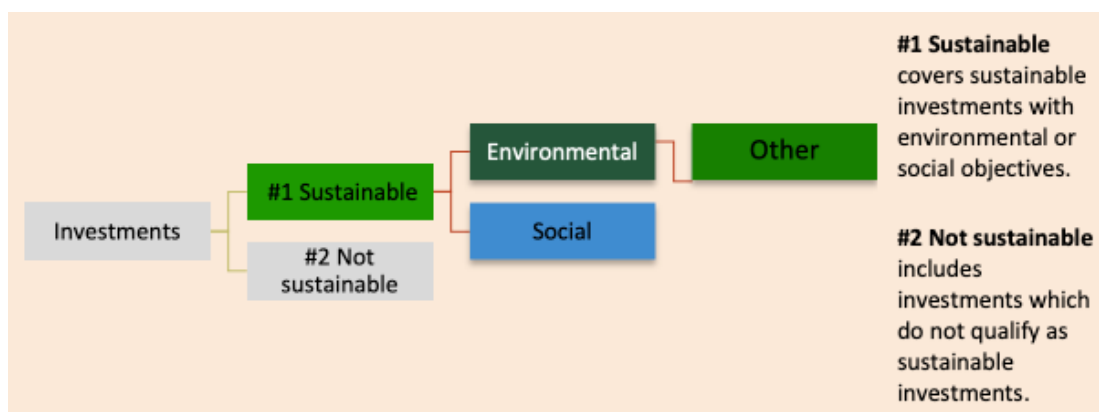 Investments
#1 Sustainable
#2 Not
sustainable
Environmental
Social
Other
#1 Sustainable
covers sustainable
investments with
environmental or
social objectives.
#2 Not sustainable
includes
investments which
do not qualify as
sustainable
investments.